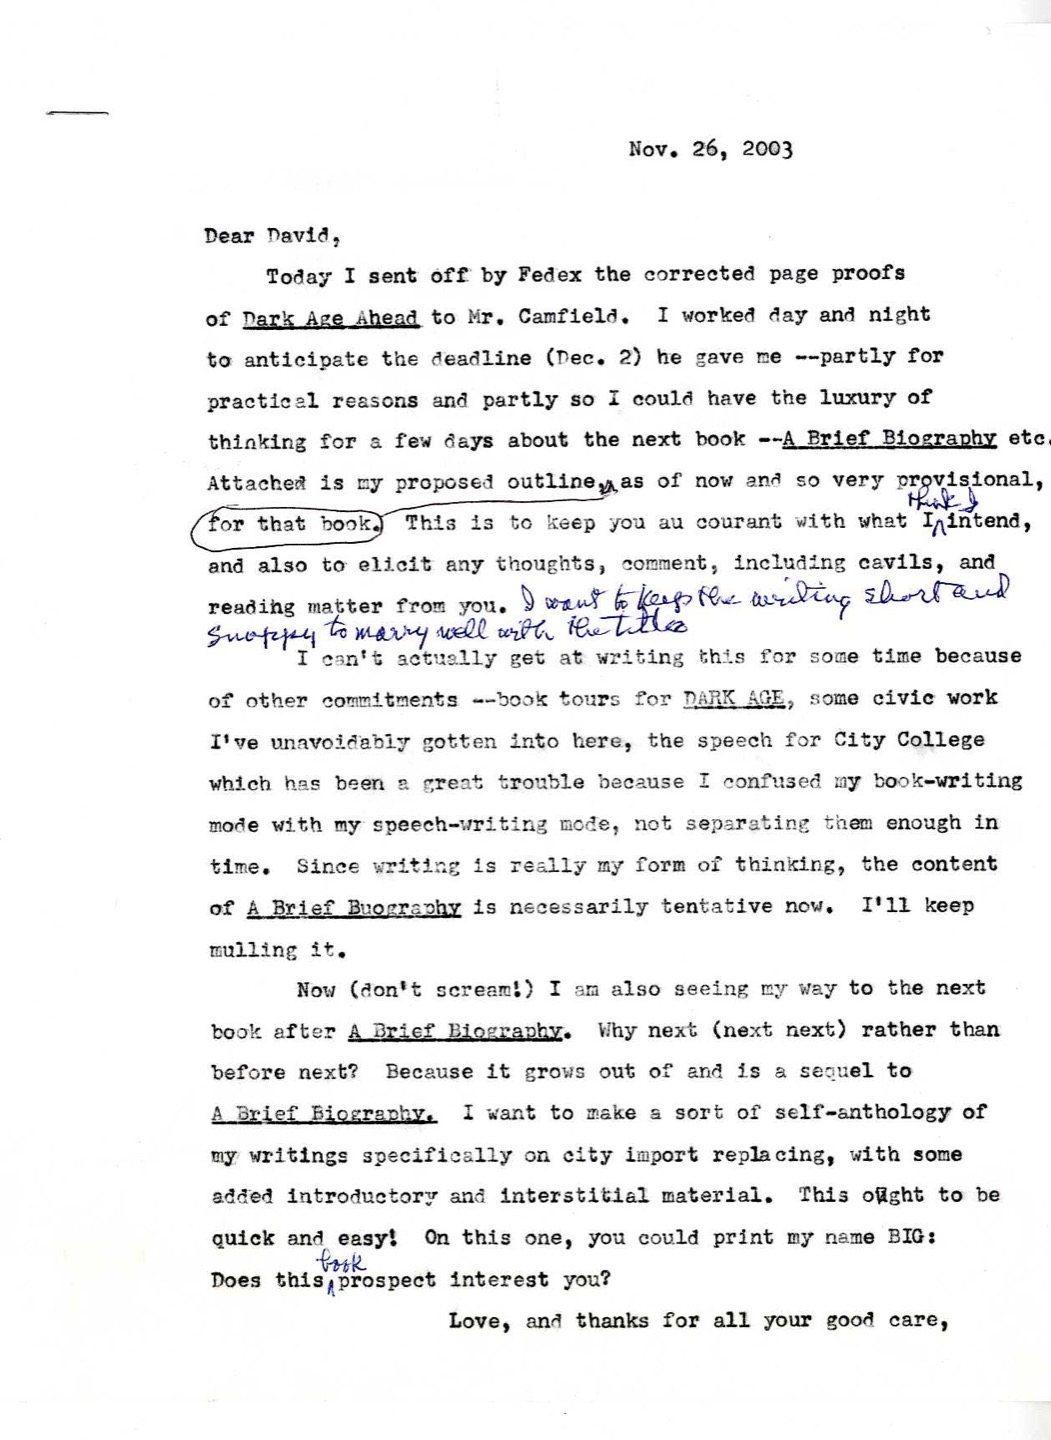 Nov. 26, 2003
Dear David,
Today I sent off by Fedex the corrected page proofs
of Dark Age Ahead to Mr. Camfield. I worked day and night
to anticipate the deadline (Dec. 2) he gave me --partly for
practical reasons and partly so I could have the luxury of
thinking for a few days about the next book --A Brief Biography etc.
Attached is my proposed outline, as of now and so very provisional,
think I
for that book. This is to keep you au courant with what I intend,
and also to elicit any thoughts, comment, including cavils, and
reading matter from you. I want to keep the writing short and
snappy to marry well with the titles
I can't actually get at writing this for some time because
of other commitments --book tours for DARK AGE, some civic work
I've unavoidably gotten into here, the speech for City College
which has been a great trouble because I confused my book-writing
mode with my speech-writing mode, not separating them enough in
time. Since writing is really my form of thinking, the content
of A Brief Buography is necessarily tentative now. I'll keep
mulling it.
Now (don't scream!) I am also seeing my way to the next
book after A Brief Biography. Why next (next next) rather than
before next? Because it grows out of and is a sequel to
A Brief Biography. I want to make a sort of self-anthology of
my writings specifically on city import replacing, with some
added introductory and interstitial material. This ought to be
quick and easy! On this one, you could print my name BIG:
book
Does this prospect interest you?
Love, and thanks for all your good care,